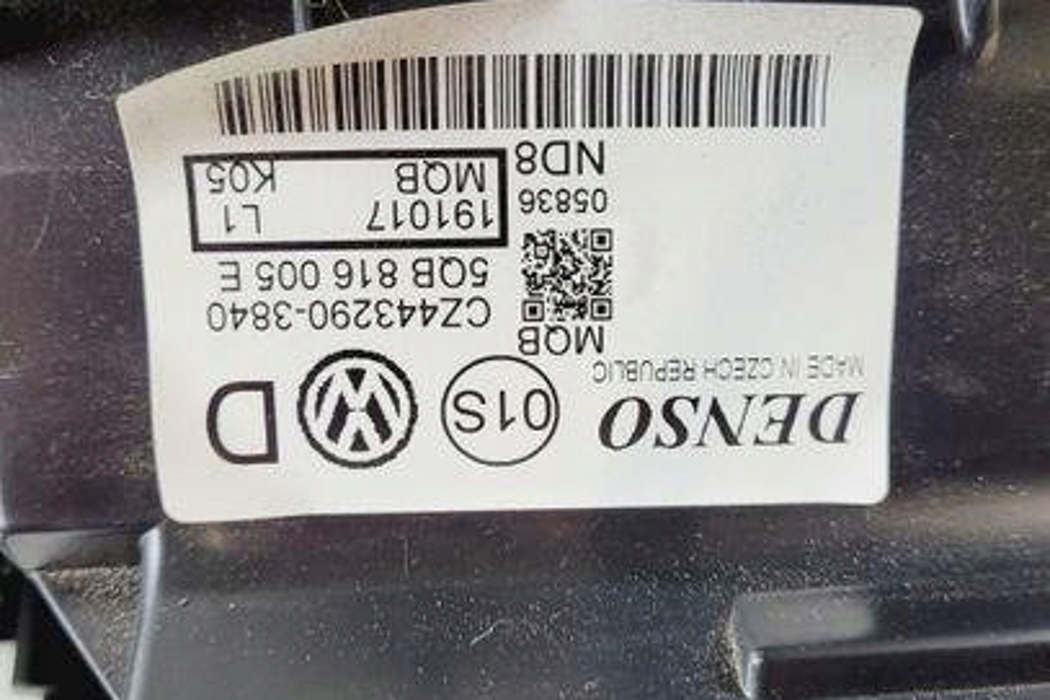 DENSO
MADE IN CZECH REPUBLIC
01S
D
MQB
CZ443290-3840
5QB 816 005 E
05836
ND8
191017 L1
MQB K05